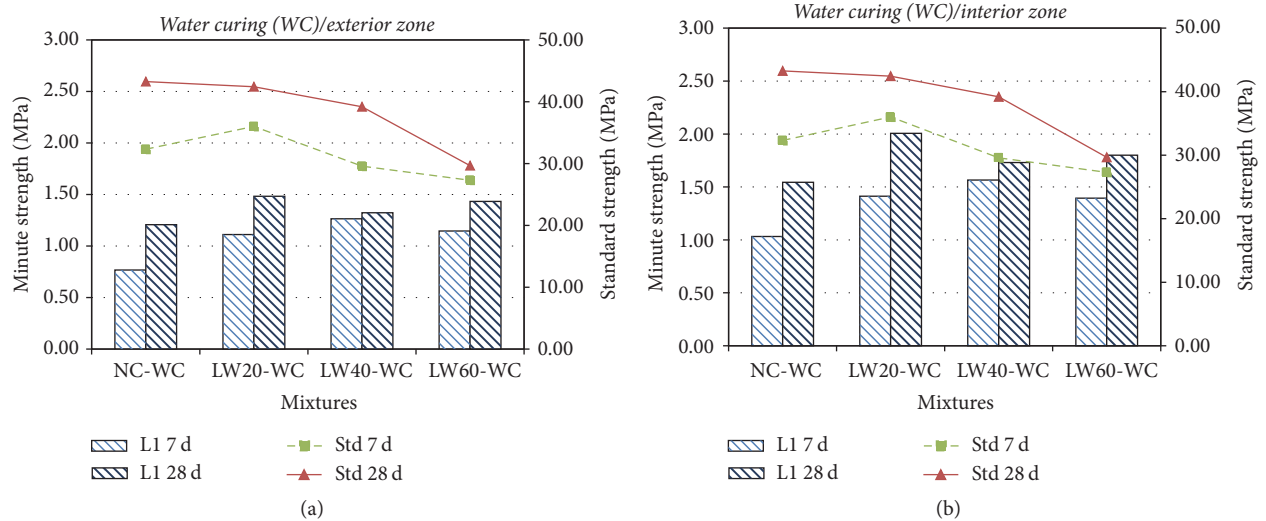 Water curing (WC)/exterior zone
3.00
2.50
2.00
1.50
1.00
0.50
0.00
Minute strength (MPa)
50.00
40.00
30.00
20.00
10.00
0.00
Standard strength (MPa)
NC-WC LW20-WC LW40-WC LW60-WC
Mixtures
L1 7 d
L1 28 d
Std 7 d
Std 28 d
(a)
Water curing (WC)/interior zone
3.00
2.50
2.00
1.50
1.00
0.50
0.00
Minute strength (MPa)
50.00
40.00
30.00
20.00
10.00
0.00
Standard strength (MPa)
NC-WC LW20-WC LW40-WC LW60-WC
Mixtures
L1 7 d
L1 28 d
Std 7 d
Std 28 d
(b)